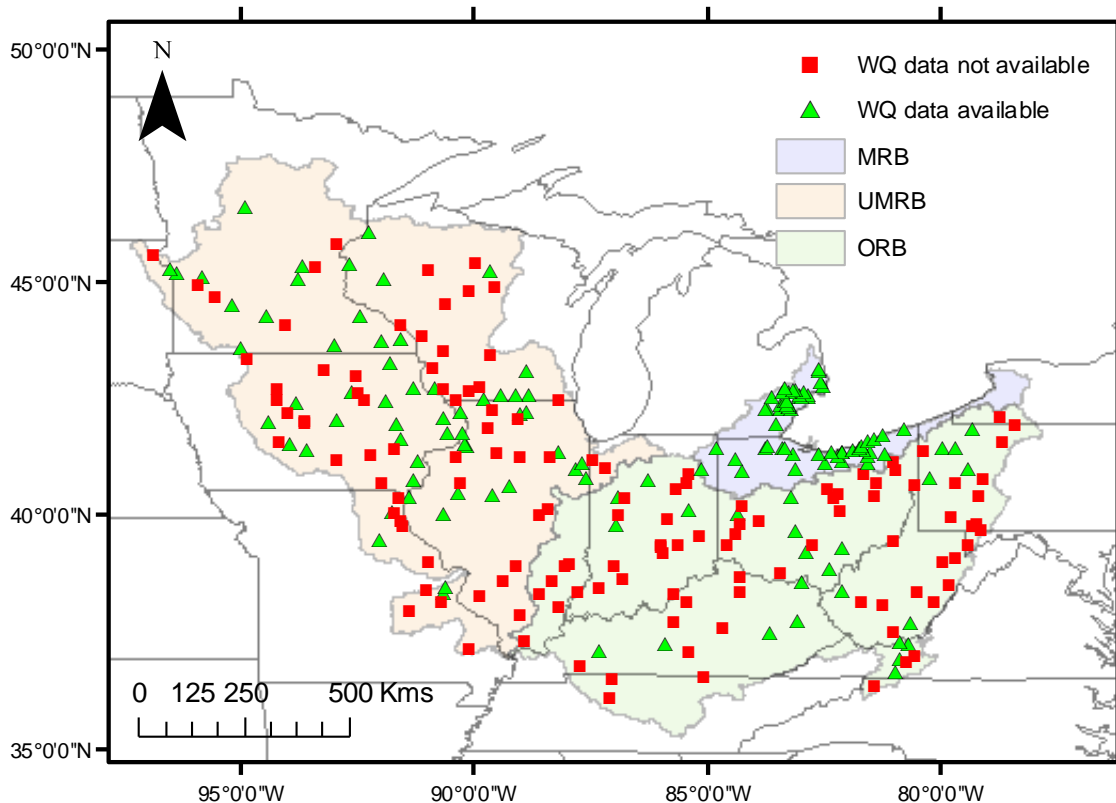 50°0'0"N
N
WQ data not available
WQ data available
MRB
UMRB
ORB
45°0'0"N
40°0'0"N
0 125 250 500 Kms
35°0'0"N
95°0'0"W 90°0'0"W 85°0'0"W 80°0'0"W